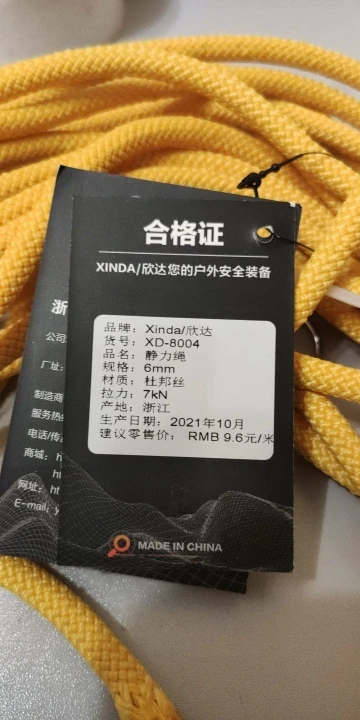 合格证
XINDA/欣达您的户外安全装备
品牌： Xinda/欣达
货号： XD-8004
品名： 静力绳
规格： 6mm
材质： 杜邦丝
拉力： 7kN
产地： 浙江
生产日期： 2021年10月
建议零售价： RMB 9.6元/米
MADE IN CHINA
浙
公司
厂址：
制造商
服务热
电话/传
商城： h
网址： ht
E-mail: y